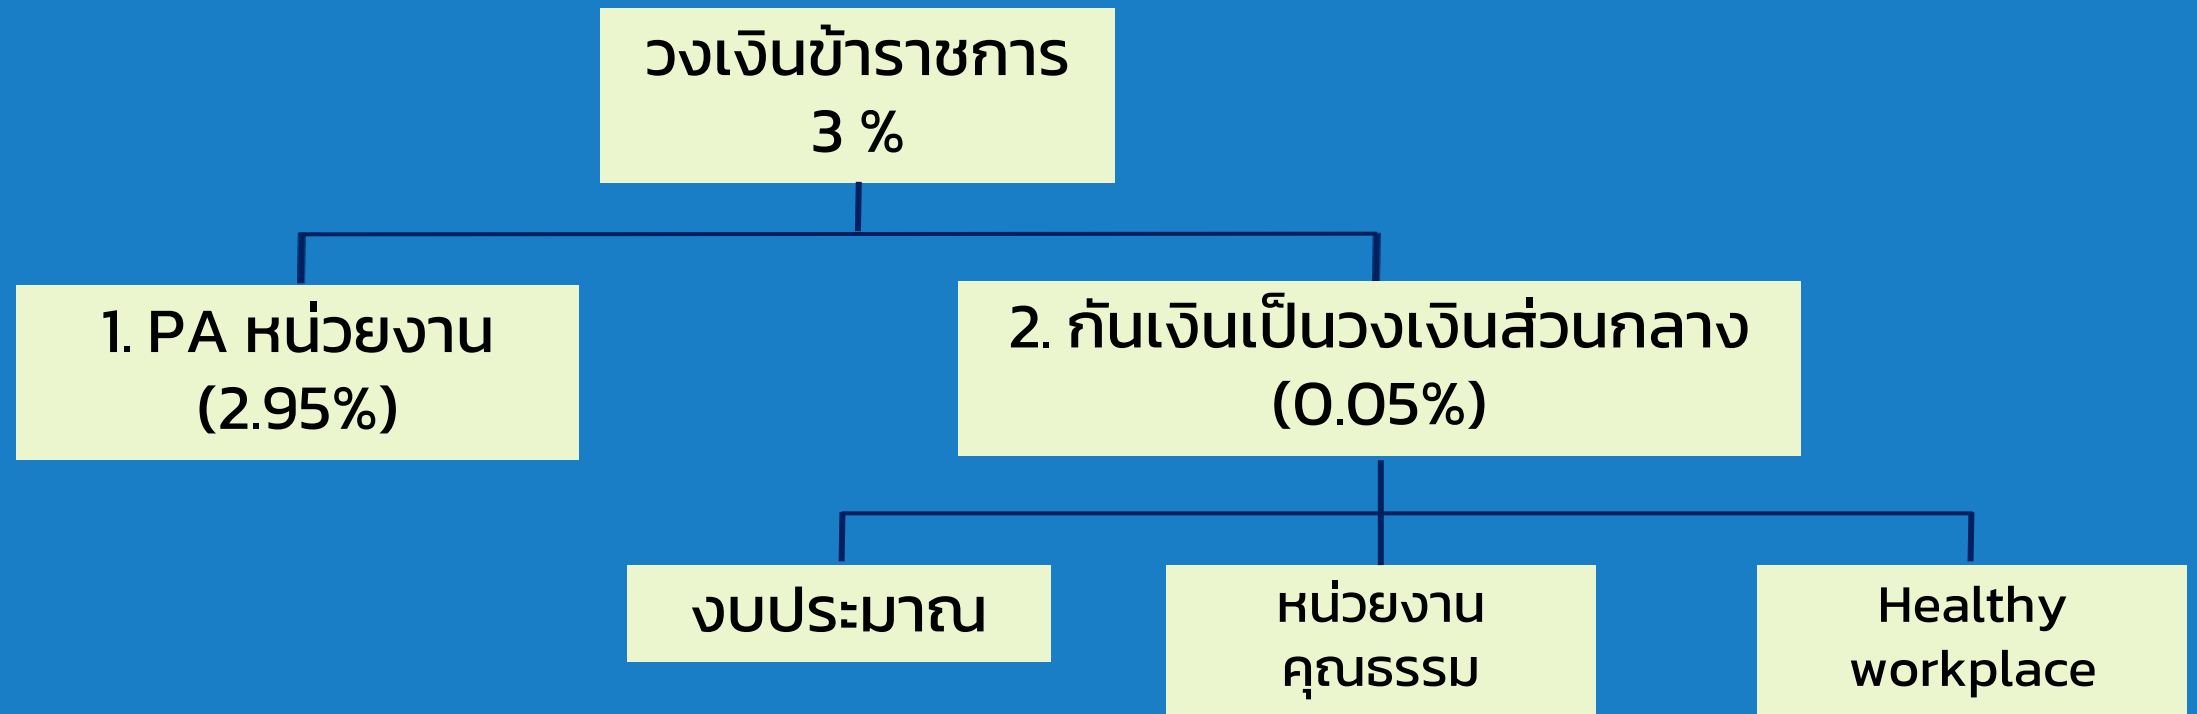 วงเงินข้าราชการ
3 %
1. PA หน่วยงาน
(2.95%)
2. กันเงินเป็นวงเงินส่วนกลาง
(0.05%)
งบประมาณ
หน่วยงาน
คุณธรรม
Healthy
workplace